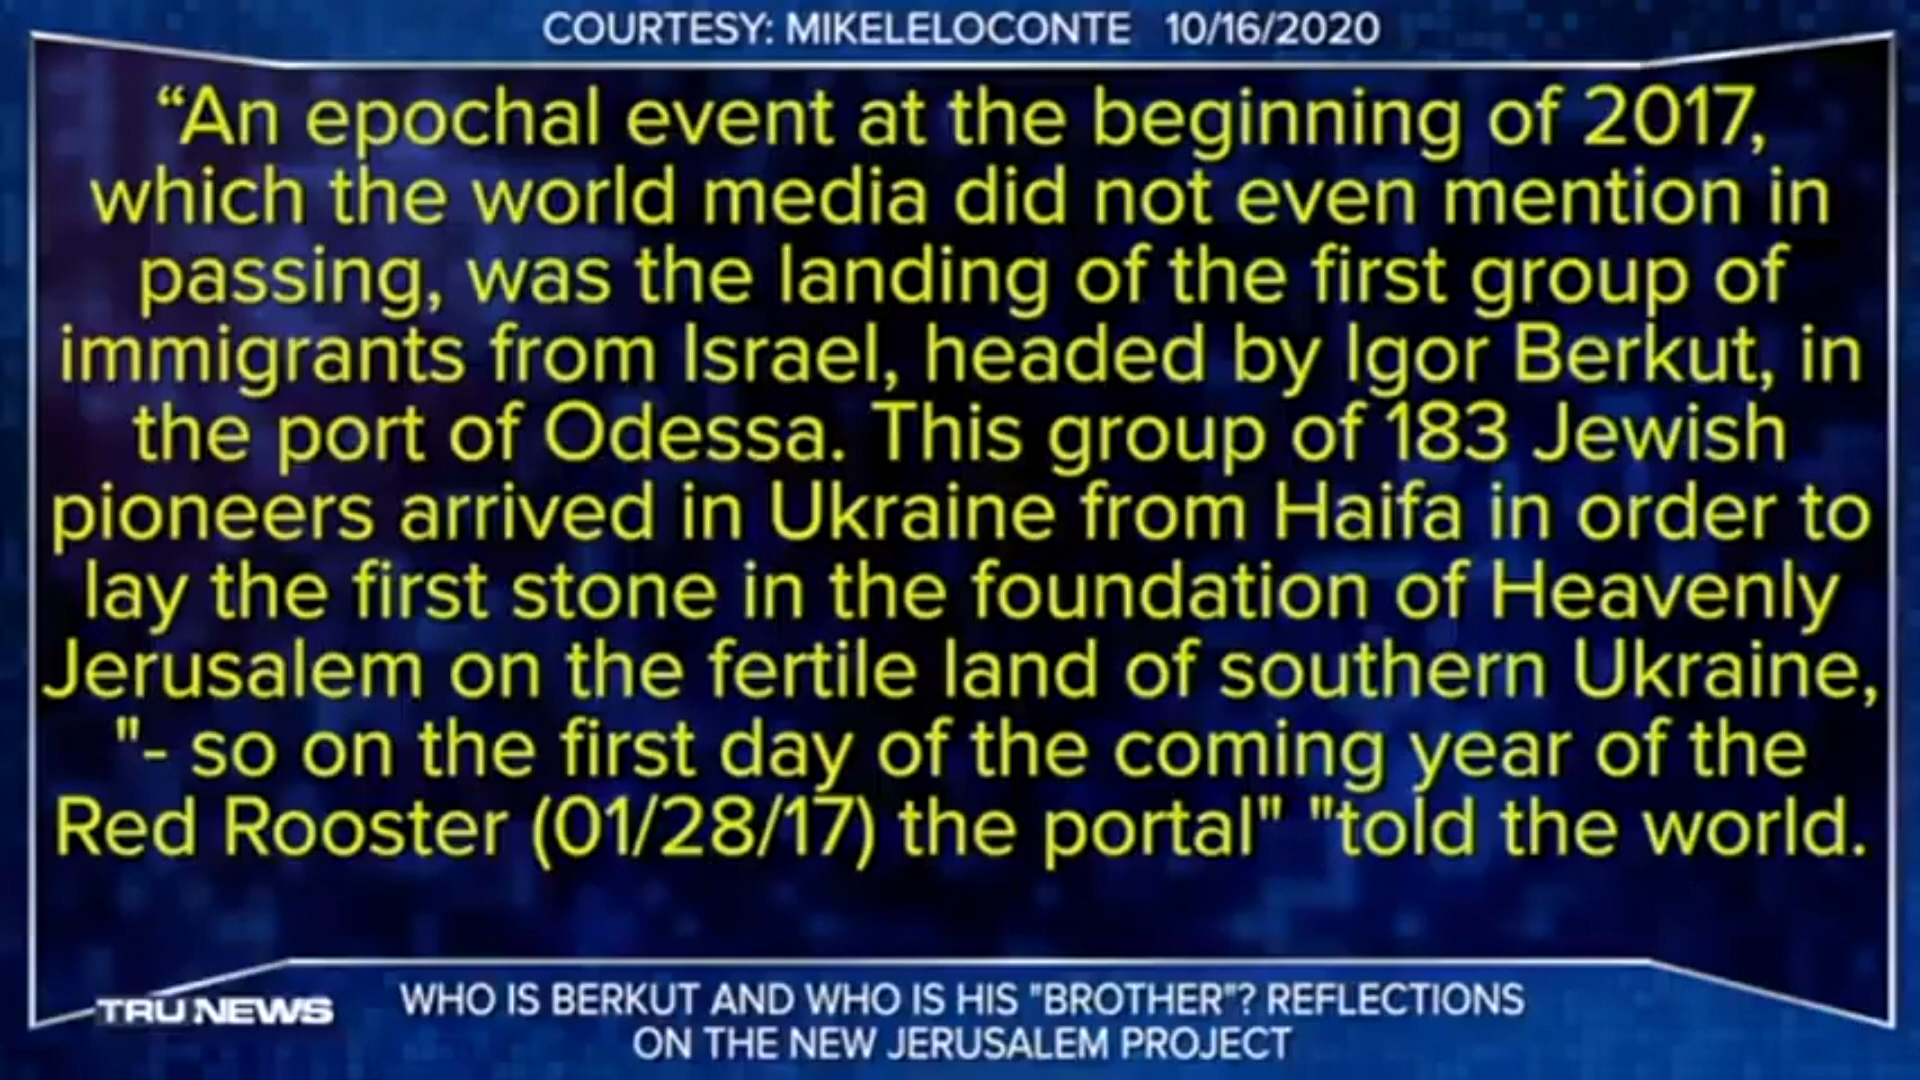 COURTESY: MIKELELOCONTE 10/16/2020
“An epochal event at the beginning of 2017,
which the world media did not even mention in
passing, was the landing of the first group of
immigrants from Israel, headed by Igor Berkut, in
the port of Odessa. This group of 183 Jewish
pioneers arrived in Ukraine from Haifa in order to
lay the first stone in the foundation of Heavenly
Jerusalem on the fertile land of southern Ukraine,
"- so on the first day of the coming year of the
Red Rooster (01/28/17) the portal" "told the world.
TRUNEWS
WHO IS BERKUT AND WHO IS HIS "BROTHER"? REFLECTIONS
ON THE NEW JERUSALEM PROJECT